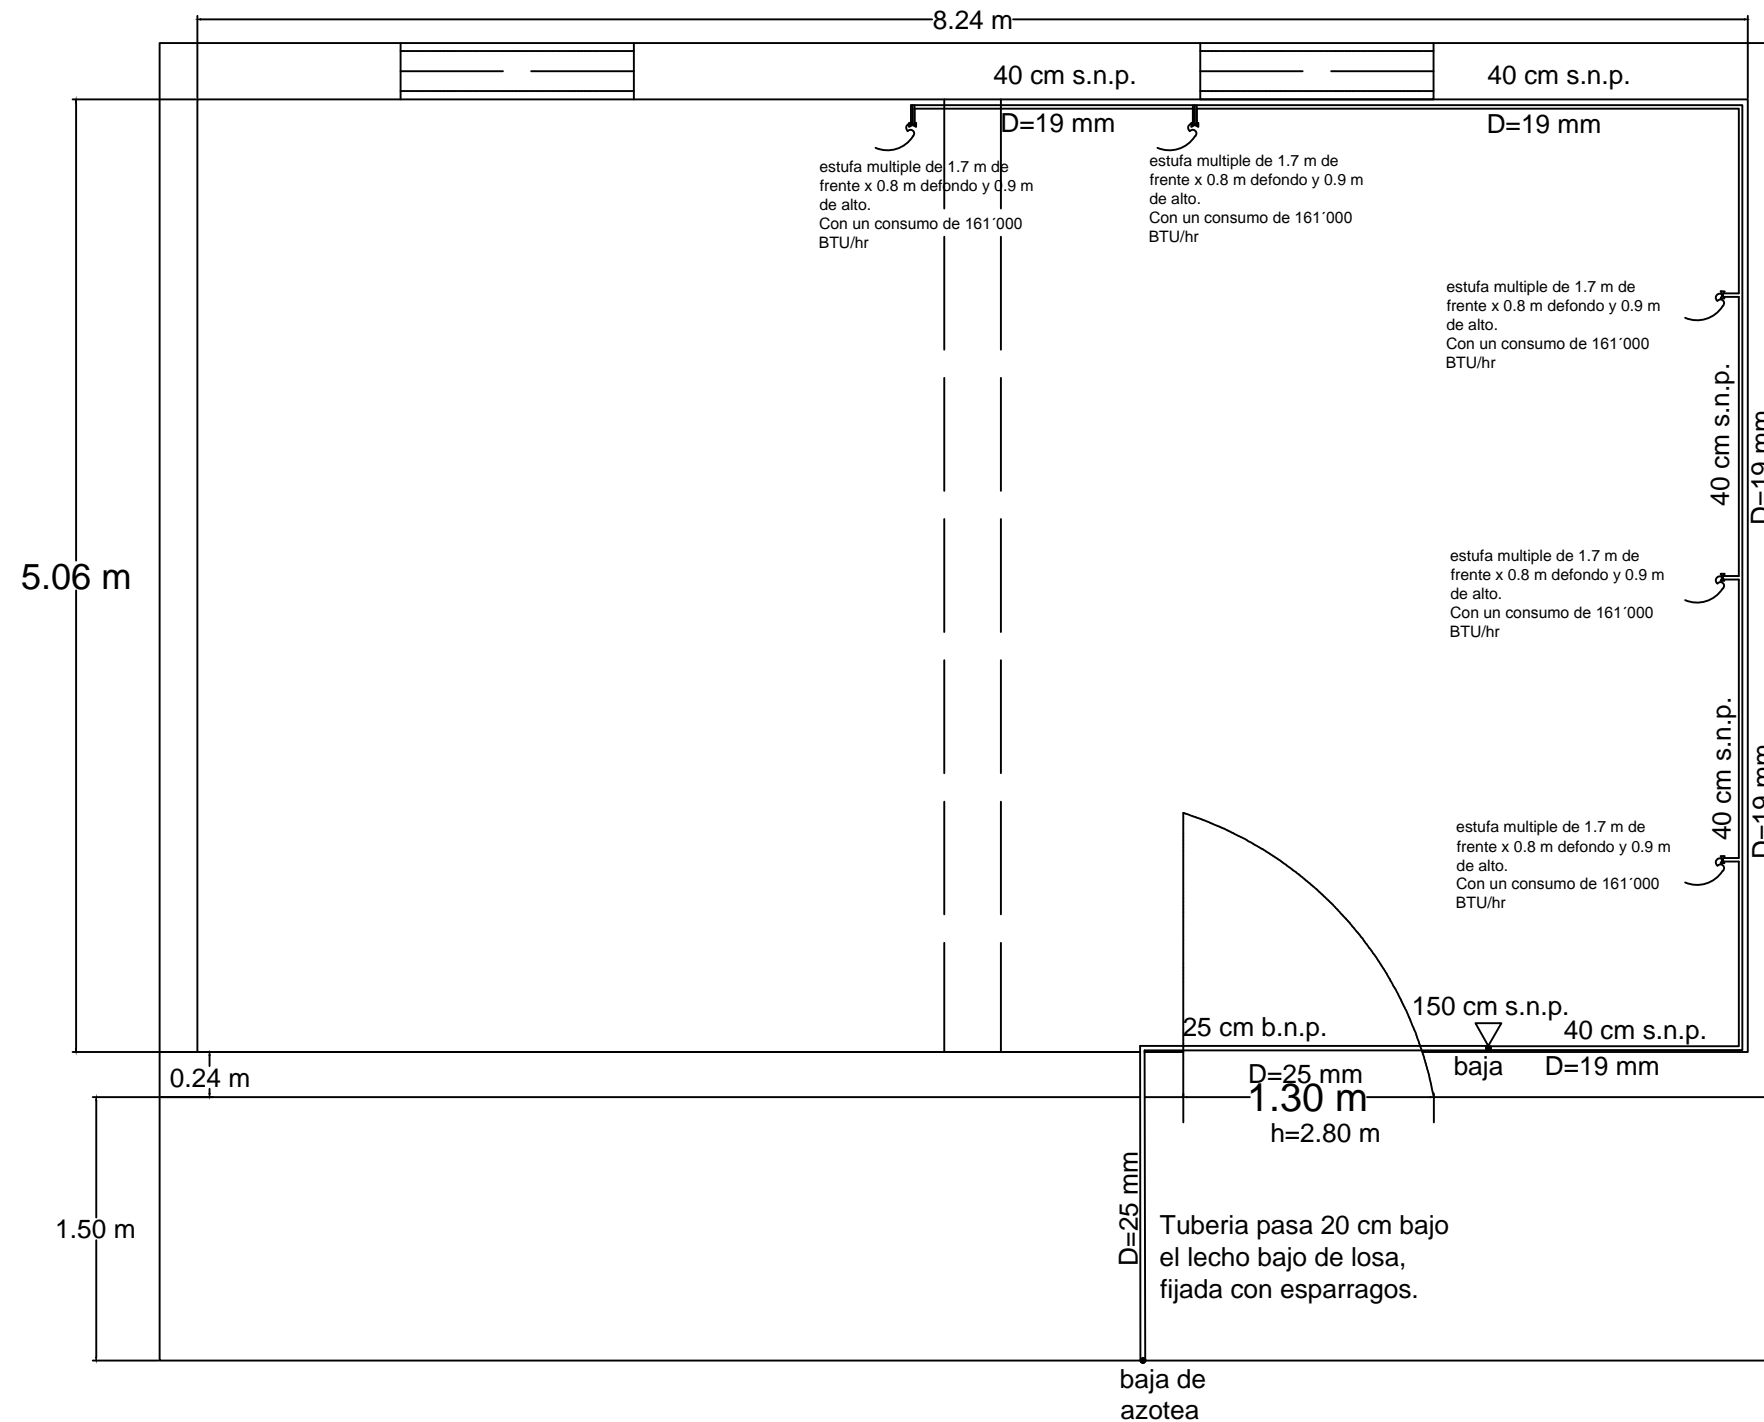 8.24 m
40 cm s.n.p.
40 cm s.n.p.
D=19 mm
D=19 mm
estufa multiple de 1.7 m de
frente x 0.8 m defondo y 0.9 m
de alto.
Con un consumo de 161´000
BTU/hr
estufa multiple de 1.7 m de
frente x 0.8 m defondo y 0.9 m
de alto.
Con un consumo de 161´000
BTU/hr
estufa multiple de 1.7 m de
frente x 0.8 m defondo y 0.9 m
de alto.
Con un consumo de 161´000
BTU/hr
40 cm s.n.p.
D=19 mm
5.06 m
estufa multiple de 1.7 m de
frente x 0.8 m defondo y 0.9 m
de alto.
Con un consumo de 161´000
BTU/hr
40 cm s.n.p.
D=19 mm
estufa multiple de 1.7 m de
frente x 0.8 m defondo y 0.9 m
de alto.
Con un consumo de 161´000
BTU/hr
150 cm s.n.p.
25 cm b.n.p.
40 cm s.n.p.
baja
D=19 mm
0.24 m
D=25 mm
1.30 m
h=2.80 m
D=25 mm
1.50 m
Tuberia pasa 20 cm bajo
el lecho bajo de losa,
fijada con esparragos.
baja de
azotea